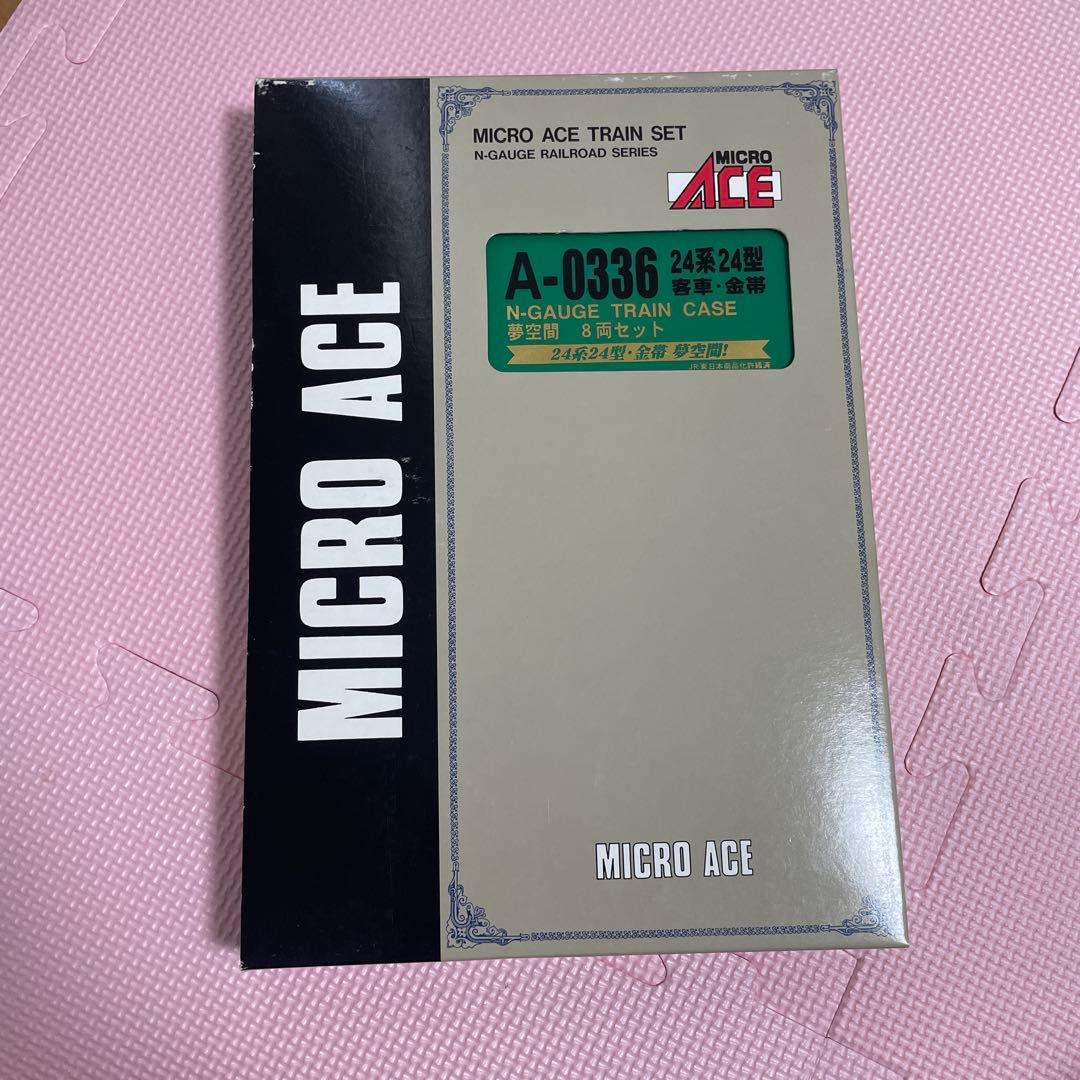 MICRO ACE
MICRO ACE TRAIN SET
N-GAUGE RAILROAD SERIES
MICRO
ACE
A-0336 24系24型
客車・金帯
N-GAUGE TRAIN CASE
夢空間 8両セット
24系24型・金帯 夢空間!
JR東日本商品化許諾済
MICRO ACE